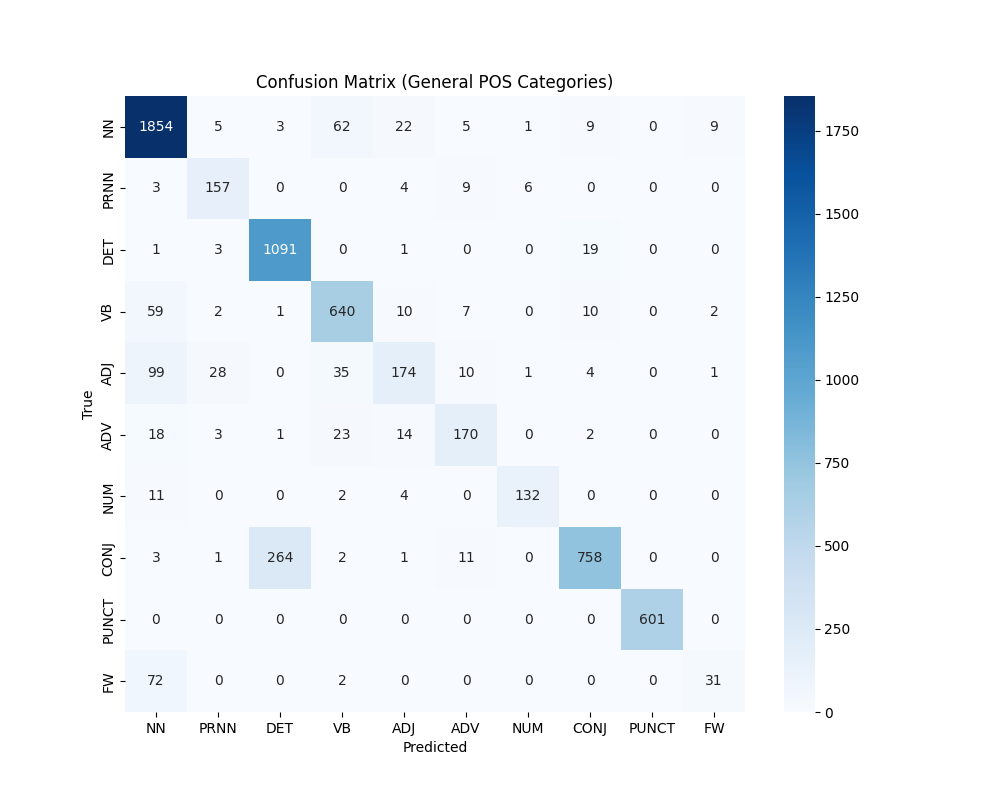 Confusion Matrix (General POS Categories)
NN 1854 5 3 62 22 5 1 9 0 9
PRNN 3 157 0 0 4 9 6 0 0 0
DET 1 3 1091 0 1 0 0 19 0 0
VB 59 2 1 640 10 7 0 10 0 2
ADJ 99 28 0 35 174 10 1 4 0 1
ADV 18 3 1 23 14 170 0 2 0 0
NUM 11 0 0 2 4 0 132 0 0 0
CONJ 3 1 264 2 1 11 0 758 0 0
PUNCT 0 0 0 0 0 0 0 0 601 0
FW 72 0 0 2 0 0 0 0 0 31
True
NN PRNN DET VB ADJ ADV NUM CONJ PUNCT FW
Predicted
1750
1500
1250
1000
750
500
250
0